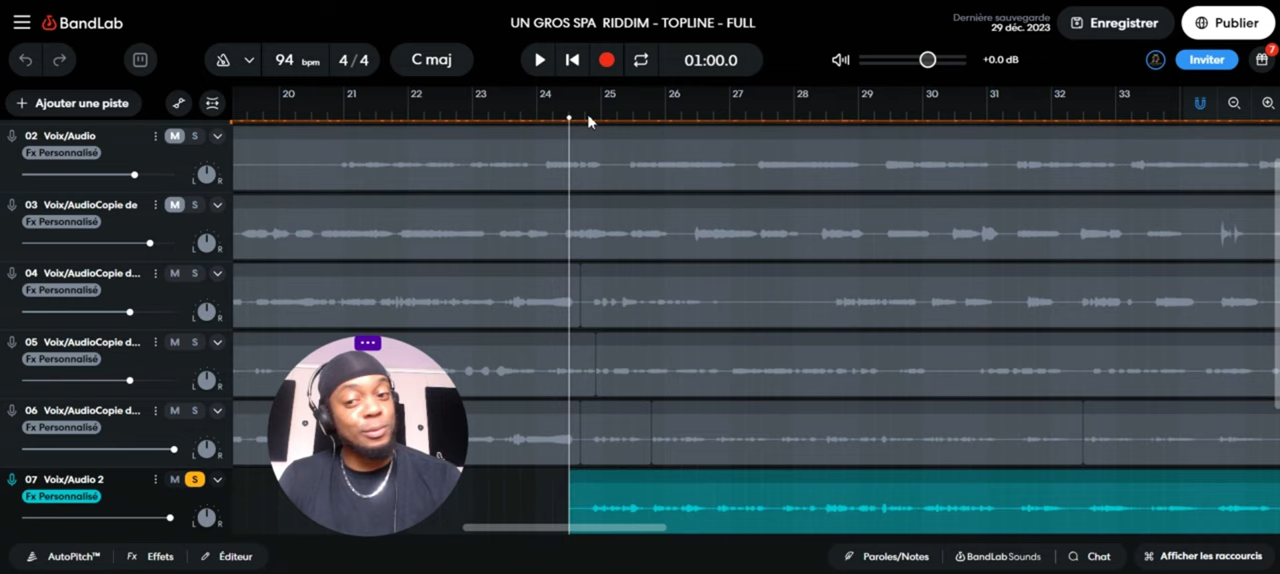 BandLab
UN GROS SPA RIDDIM - TOPLINE - FULL
Dernière sauvegarde
29 déc. 2023
Enregistrer
Publier
94 bpm
4 / 4
C maj
01:00.0
+0.0 dB
Inviter
7
+ Ajouter une piste
20 21 22 23 24 25 26 27 28 29 30 31 32 33
02 Voix/Audio M S
Fx Personnalisé
L R
03 Voix/AudioCopie de M S
Fx Personnalisé
L R
04 Voix/AudioCopie d... M S
Fx Personnalisé
L R
05 Voix/AudioCopie d... M S
Fx Personnalisé
L R
06 Voix/AudioCopie d... M S
Fx Personnalisé
L R
07 Voix/Audio 2 M S
Fx Personnalisé
L R
AutoPitch™ Fx Effets Éditeur Paroles/Notes BandLab Sounds Chat ⌘ Afficher les raccourcis